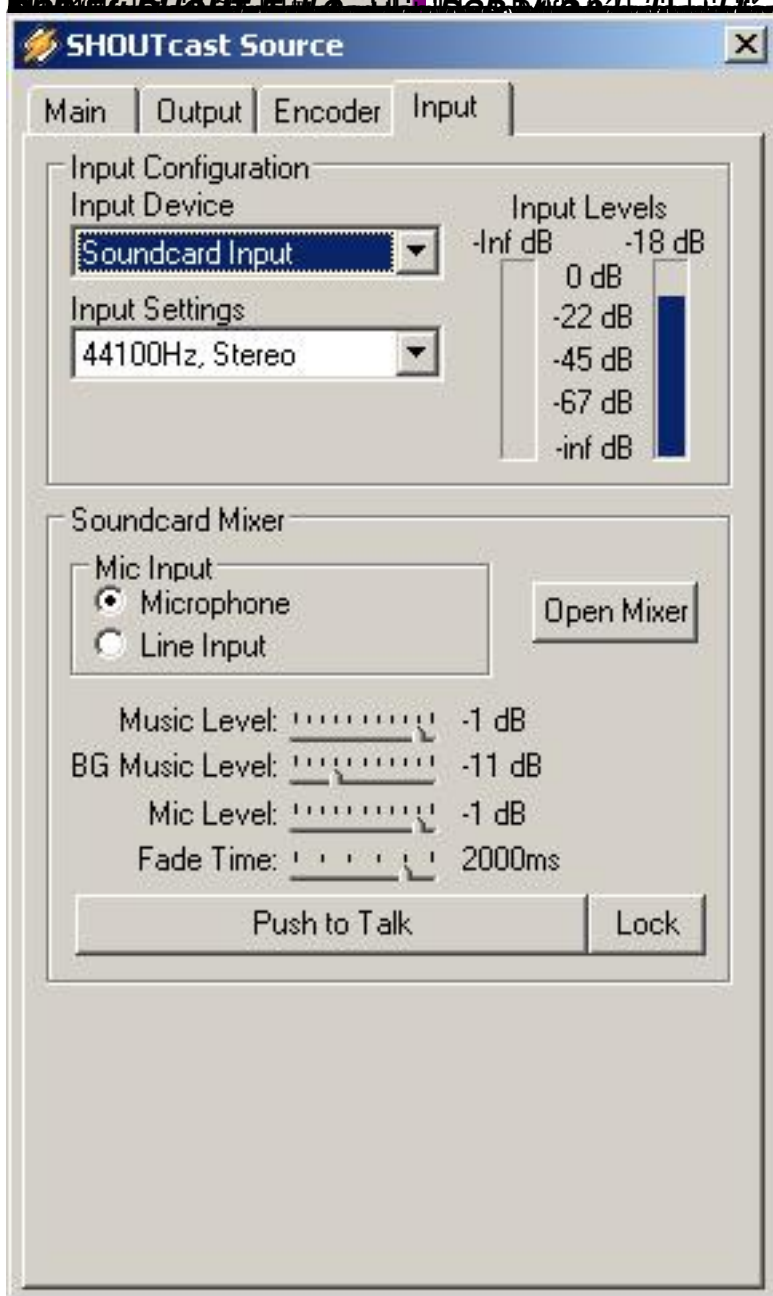 SHOUTcast Source
Main Output Encoder Input
Input Configuration
Input Device
Soundcard Input
Input Settings
44100Hz, Stereo
Input Levels
-Inf dB -18 dB
0 dB
-22 dB
-45 dB
-67 dB
-inf dB
Soundcard Mixer
Mic Input
Microphone
Line Input
Open Mixer
Music Level: -1 dB
BG Music Level: -11 dB
Mic Level: -1 dB
Fade Time: 2000ms
Push to Talk Lock